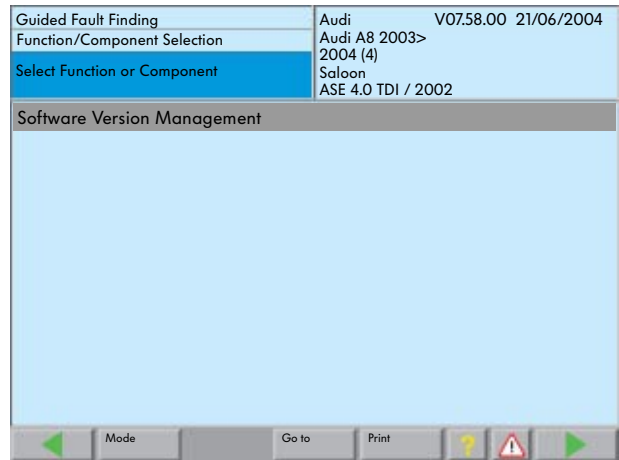 Guided Fault Finding
Function/Component Selection
Select Function or Component
Audi V07.58.00 21/06/2004
Audi A8 2003>
2004 (4)
Saloon
ASE 4.0 TDI / 2002
Software Version Management
Mode Go to Print ?